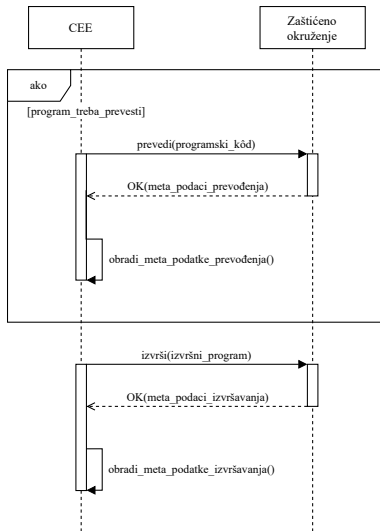 CEE
Zaštićeno
okruženje
ako
[program_treba_prevesti]
prevedi(programski_kôd)
OK(meta_podaci_prevođenja)
obradi_meta_podatke_prevođenja()
izvrši(izvršni_program)
OK(meta_podaci_izvršavanja)
obradi_meta_podatke_izvršavanja()